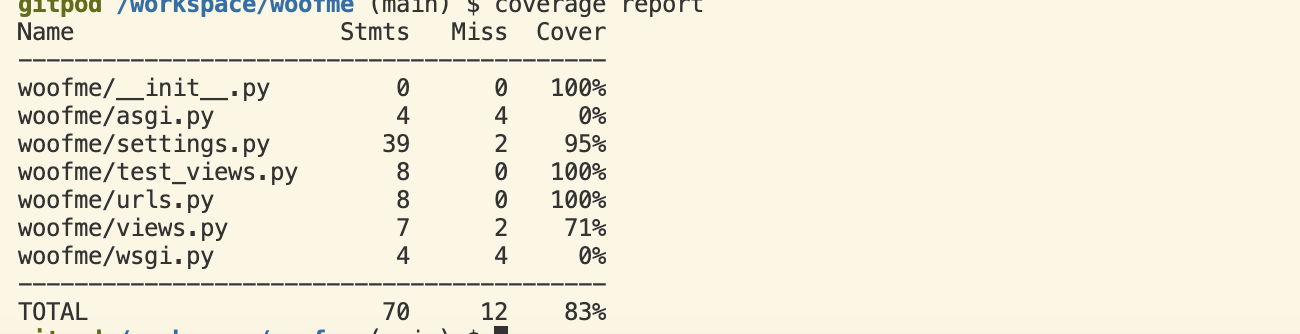 gitpod /workspace/woofme (main) $ coverage report
Name Stmts Miss Cover
------------------------------------------
woofme/__init__.py 0 0 100%
woofme/asgi.py 4 4 0%
woofme/settings.py 39 2 95%
woofme/test_views.py 8 0 100%
woofme/urls.py 8 0 100%
woofme/views.py 7 2 71%
woofme/wsgi.py 4 4 0%
------------------------------------------
TOTAL 70 12 83%